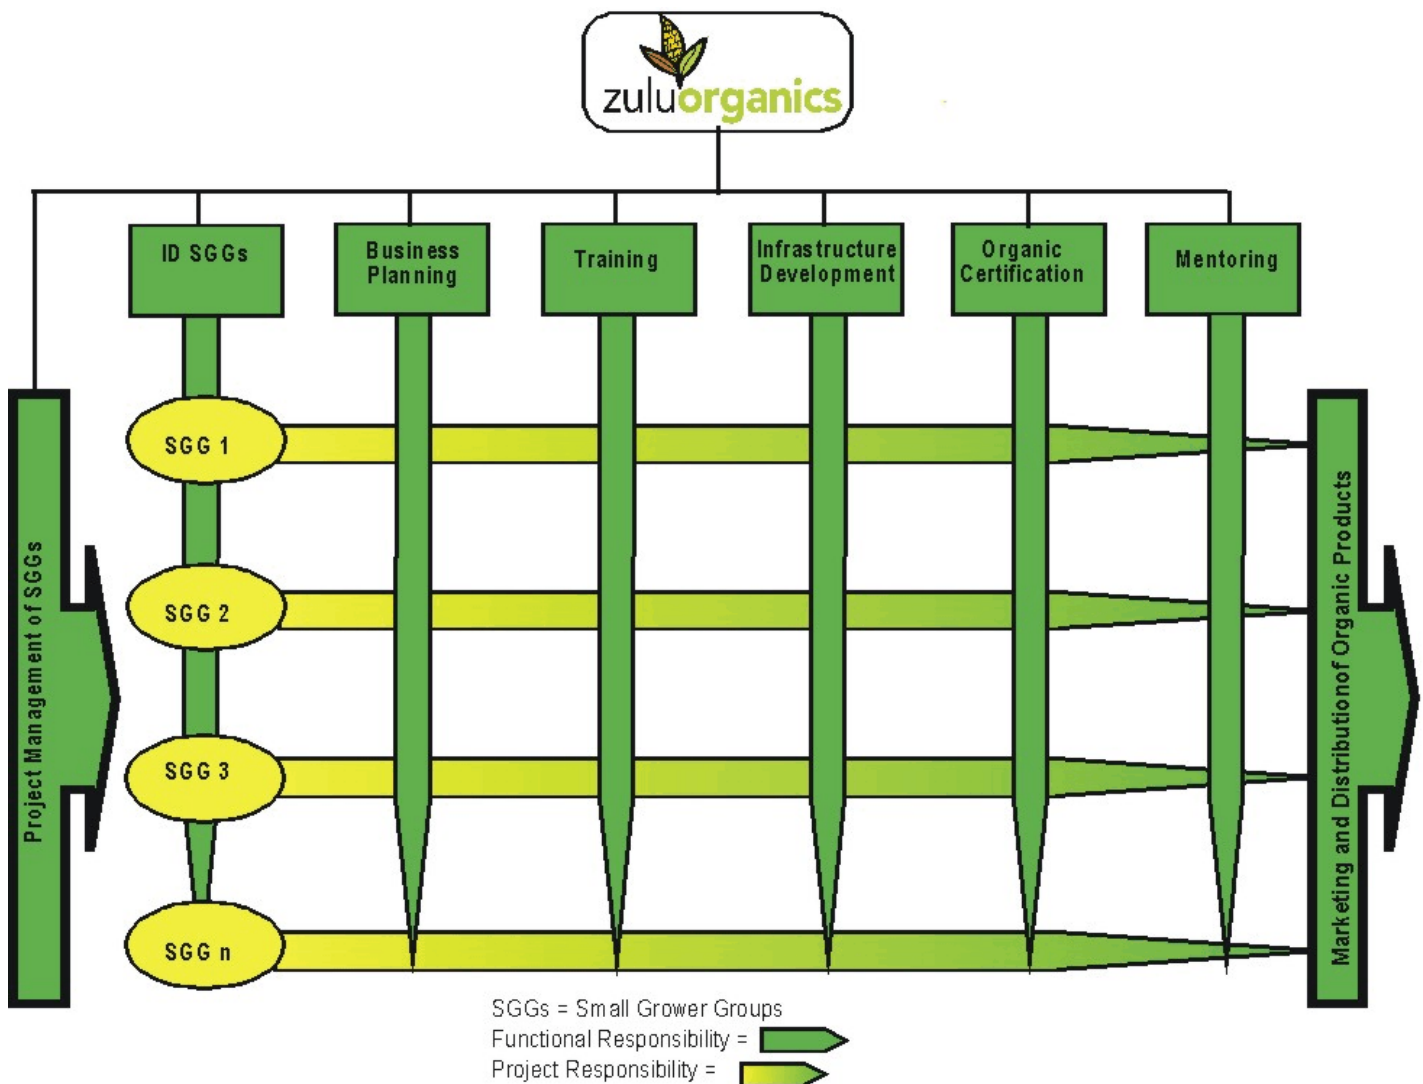 zuluorganics
ID SGGs
Business
Planning
Training
Infrastructure
Development
Organic
Certification
Mentoring
Project Management of SGGs
SGG 1
SGG 2
SGG 3
SGG n
Marketing and Distributionof Organic Products
SGGs = Small Grower Groups
Functional Responsibility =
Project Responsibility =